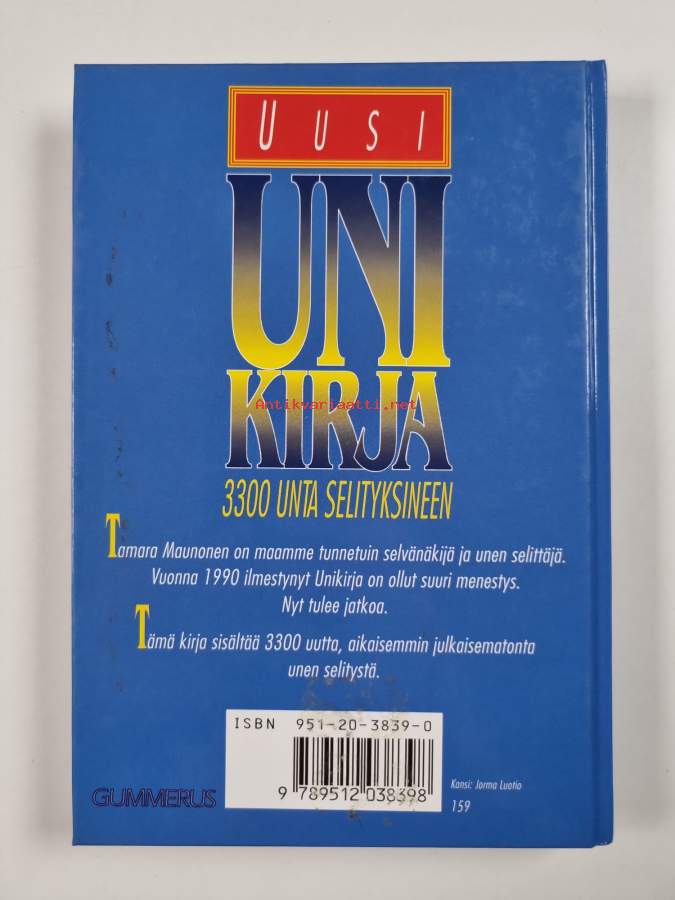 UUSI
UNI
KIRJA
Antikvariaatti.net
3300 UNTA SELITYKSINEEN
Tamara Maunonen on maamme tunnetuin selvänäkijä ja unen selittäjä.
Vuonna 1990 ilmestynyt Unikirja on ollut suuri menestys.
Nyt tulee jatkoa.
Tämä kirja sisältää 3300 uutta, aikaisemmin julkaisematonta
unen selitystä.
ISBN 951-20-3839-0
9 789512 038398
GUMMERUS
Kansi: Jorma Luotio
159